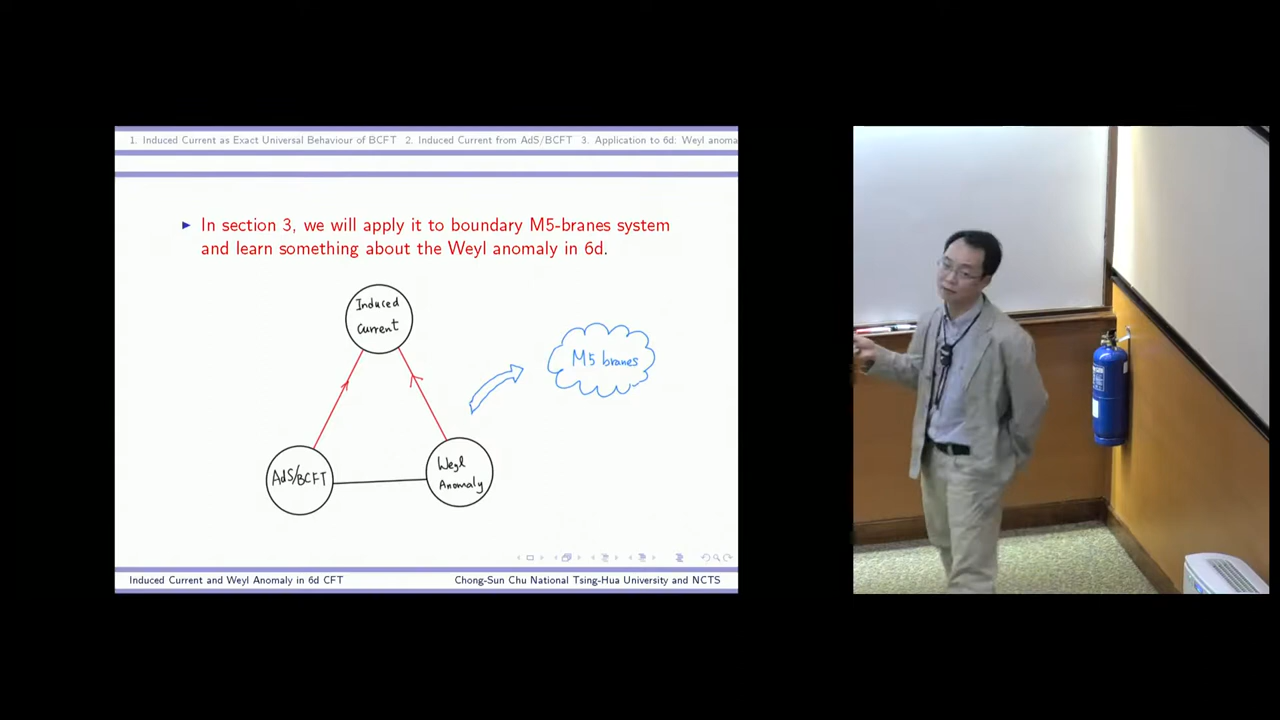 1. Induced Current as Exact Universal Behaviour of BCFT 2. Induced Current from AdS/BCFT 3. Application to 6d: Weyl anoma
In section 3, we will apply it to boundary M5-branes system
and learn something about the Weyl anomaly in 6d.
Induced
Current
M5 branes
AdS/BCFT
Weyl
Anomaly
Induced Current and Weyl Anomaly in 6d CFT
Chong-Sun Chu National Tsing-Hua University and NCTS